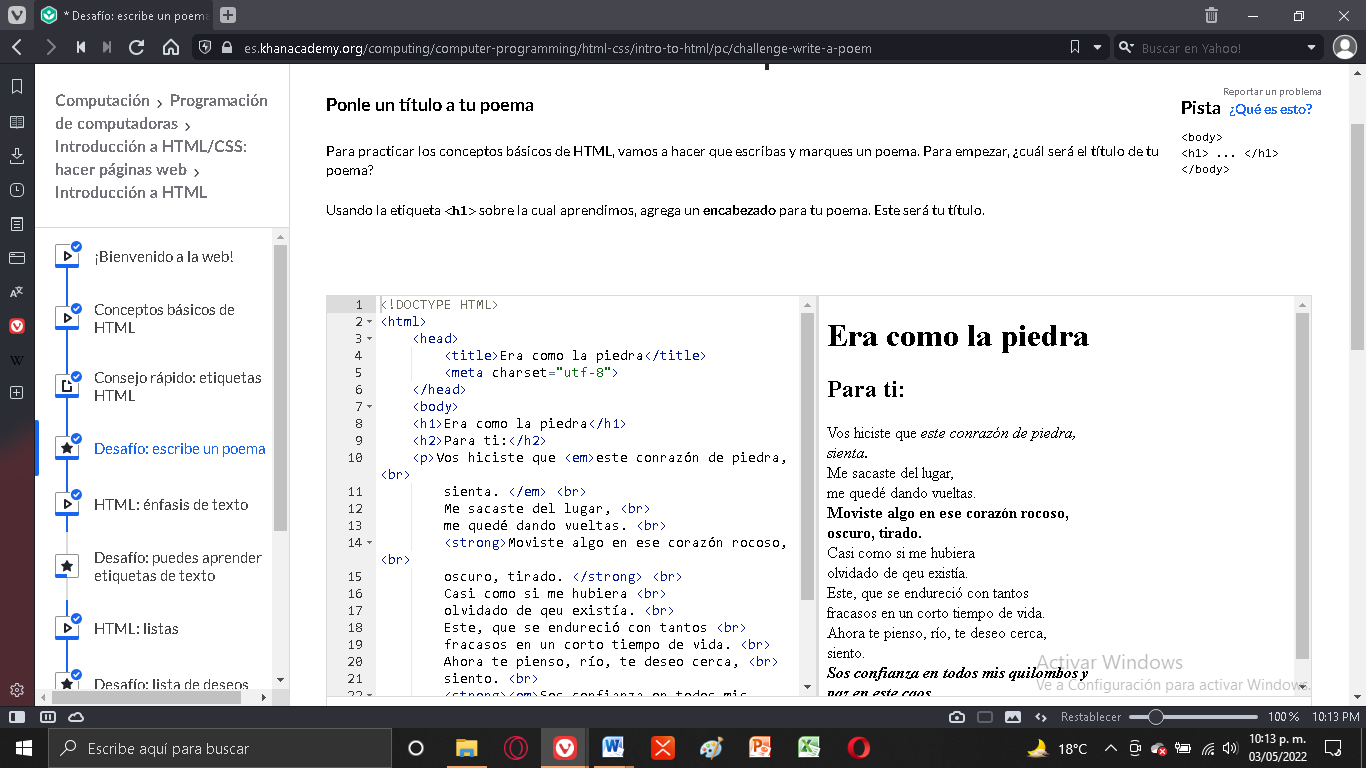 * Desafío: escribe un poema
es.khanacademy.org/computing/computer-programming/html-css/intro-to-html/pc/challenge-write-a-poem
Buscar en Yahoo!
Computación > Programación
de computadoras >
Introducción a HTML/CSS:
hacer páginas web >
Introducción a HTML
¡Bienvenido a la web!
Conceptos básicos de
HTML
Consejo rápido: etiquetas
HTML
Desafío: escribe un poema
HTML: énfasis de texto
Desafío: puedes aprender
etiquetas de texto
HTML: listas
Desafío: lista de deseos
Ponle un título a tu poema
Para practicar los conceptos básicos de HTML, vamos a hacer que escribas y marques un poema. Para empezar, ¿cuál será el título de tu
poema?
Usando la etiqueta <h1> sobre la cual aprendimos, agrega un encabezado para tu poema. Este será tu título.
Reportar un problema
Pista ¿Qué es esto?
<body>
<h1> ... </h1>
</body>
1 <!DOCTYPE HTML>
2 <html>
3 <head>
4 <title>Era como la piedra</title>
5 <meta charset="utf-8">
6 </head>
7 <body>
8 <h1>Era como la piedra</h1>
9 <h2>Para ti:</h2>
10 <p>Vos hiciste que <em>este conrazón de piedra,
<br>
11 sienta. </em> <br>
12 Me sacaste del lugar, <br>
13 me quedé dando vueltas. <br>
14 <strong>Moviste algo en ese corazón rocoso,
<br>
15 oscuro, tirado. </strong> <br>
16 Casi como si me hubiera <br>
17 olvidado de qeu existía. <br>
18 Este, que se endureció con tantos <br>
19 fracasos en un corto tiempo de vida. <br>
20 Ahora te pienso, río, te deseo cerca, <br>
21 siento. <br>
22 <strong><em>Sos confianza en todos mis
Era como la piedra
Para ti:
Vos hiciste que este conrazón de piedra,
sienta.
Me sacaste del lugar,
me quedé dando vueltas.
Moviste algo en ese corazón rocoso,
oscuro, tirado.
Casi como si me hubiera
olvidado de qeu existía.
Este, que se endureció con tantos
fracasos en un corto tiempo de vida.
Ahora te pienso, río, te deseo cerca,
siento.
Sos confianza en todos mis quilombos y
paz en este caos
Activar Windows
Ve a Configuración para activar Windows.
Restablecer
100 %
10:13 PM
Escribe aquí para buscar
18°C
10:13 p. m.
03/05/2022